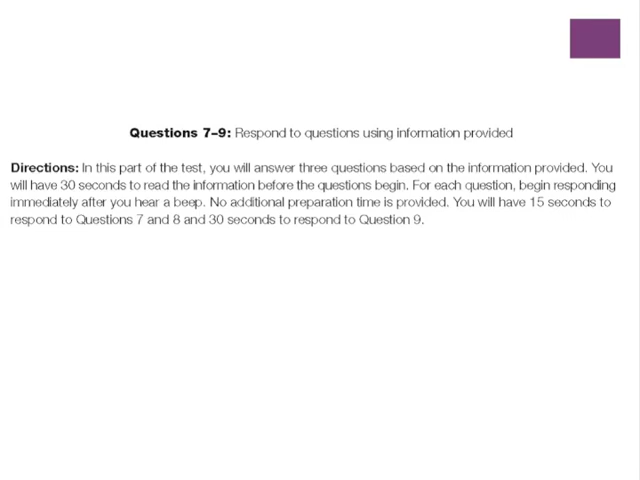 Questions 7–9: Respond to questions using information provided
Directions: In this part of the test, you will answer three questions based on the information provided. You
will have 30 seconds to read the information before the questions begin. For each question, begin responding
immediately after you hear a beep. No additional preparation time is provided. You will have 15 seconds to
respond to Questions 7 and 8 and 30 seconds to respond to Question 9.